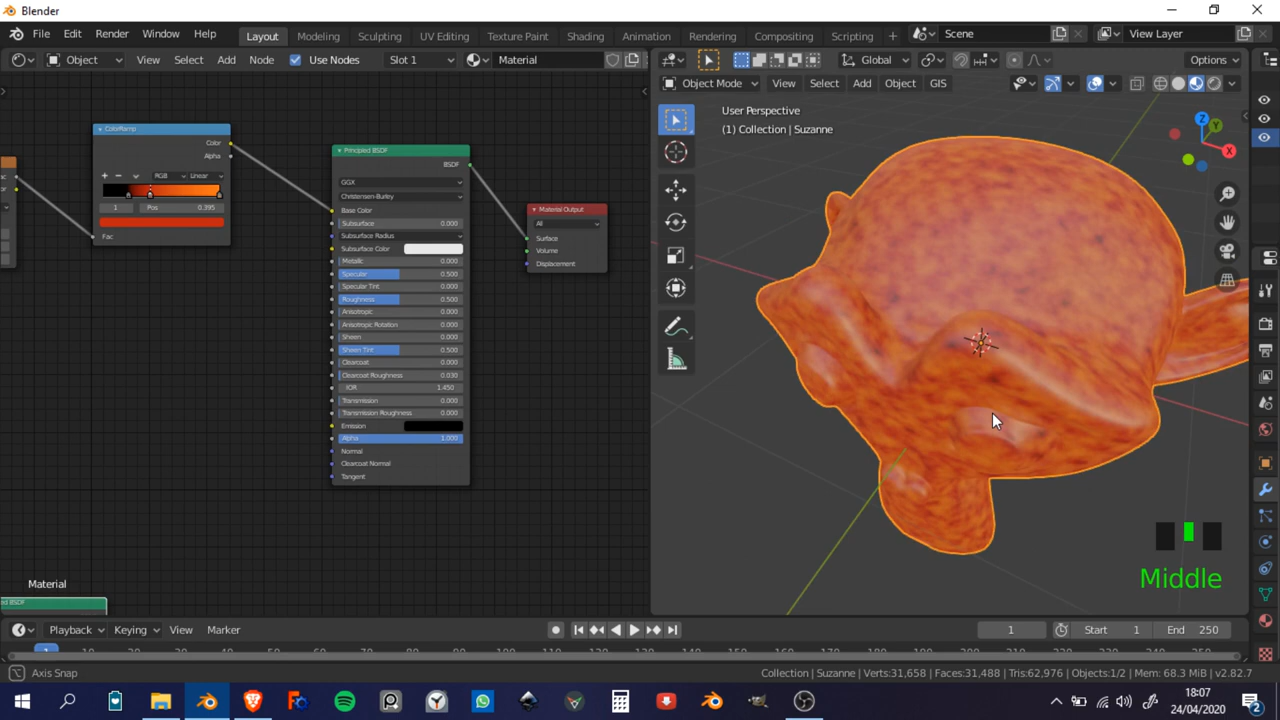 Blender
File Edit Render Window Help Layout Modeling Sculpting UV Editing Texture Paint Shading Animation Rendering Compositing Scripting Scene View Layer
Object View Select Add Node Use Nodes Slot 1 Material
Global Options
Object Mode View Select Add Object GIS
User Perspective
(1) Collection | Suzanne
Z
Y
X
ColorRamp
Color
Alpha
RGB Linear
1 Pos 0.395
Fac
Principled BSDF
BSDF
GGX
Christensen-Burley
Base Color
Subsurface 0.000
Subsurface Radius
Subsurface Color
Metallic 0.000
Specular 0.500
Specular Tint 0.000
Roughness 0.500
Anisotropic 0.000
Anisotropic Rotation 0.000
Sheen 0.000
Sheen Tint 0.500
Clearcoat 0.000
Clearcoat Roughness 0.030
IOR 1.450
Transmission 0.000
Transmission Roughness 0.000
Emission
Alpha 1.000
Normal
Clearcoat Normal
Tangent
Material Output
All
Surface
Volume
Displacement
Middle
Material
Playback Keying View Marker 1 Start 1 End 250
Axis Snap Collection | Suzanne | Verts:31,658 | Faces:31,488 | Tris:62,976 | Objects:1/2 | Mem: 68.3 MiB | v2.82.7
18:07
24/04/2020
2